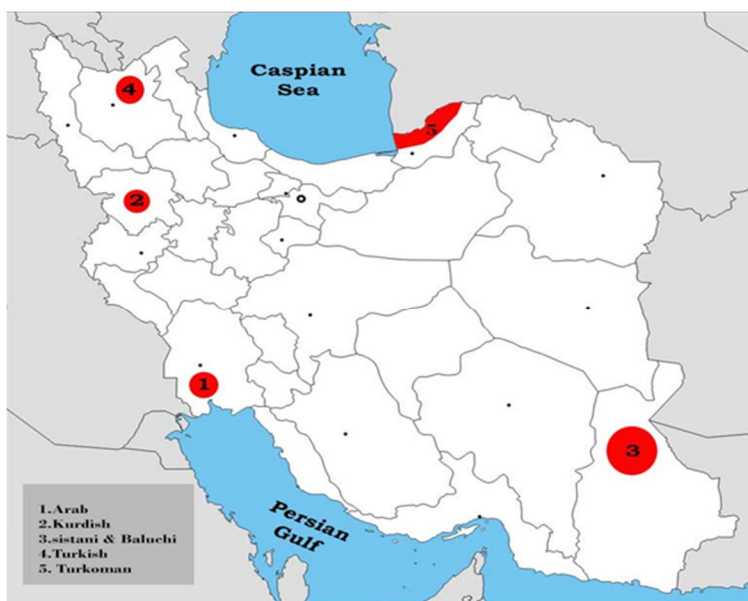 Caspian
Sea
4
5
2
1
3
Persian
Gulf
1.Arab
2.Kurdish
3.sistani & Baluchi
4.Turkish
5. Turkoman